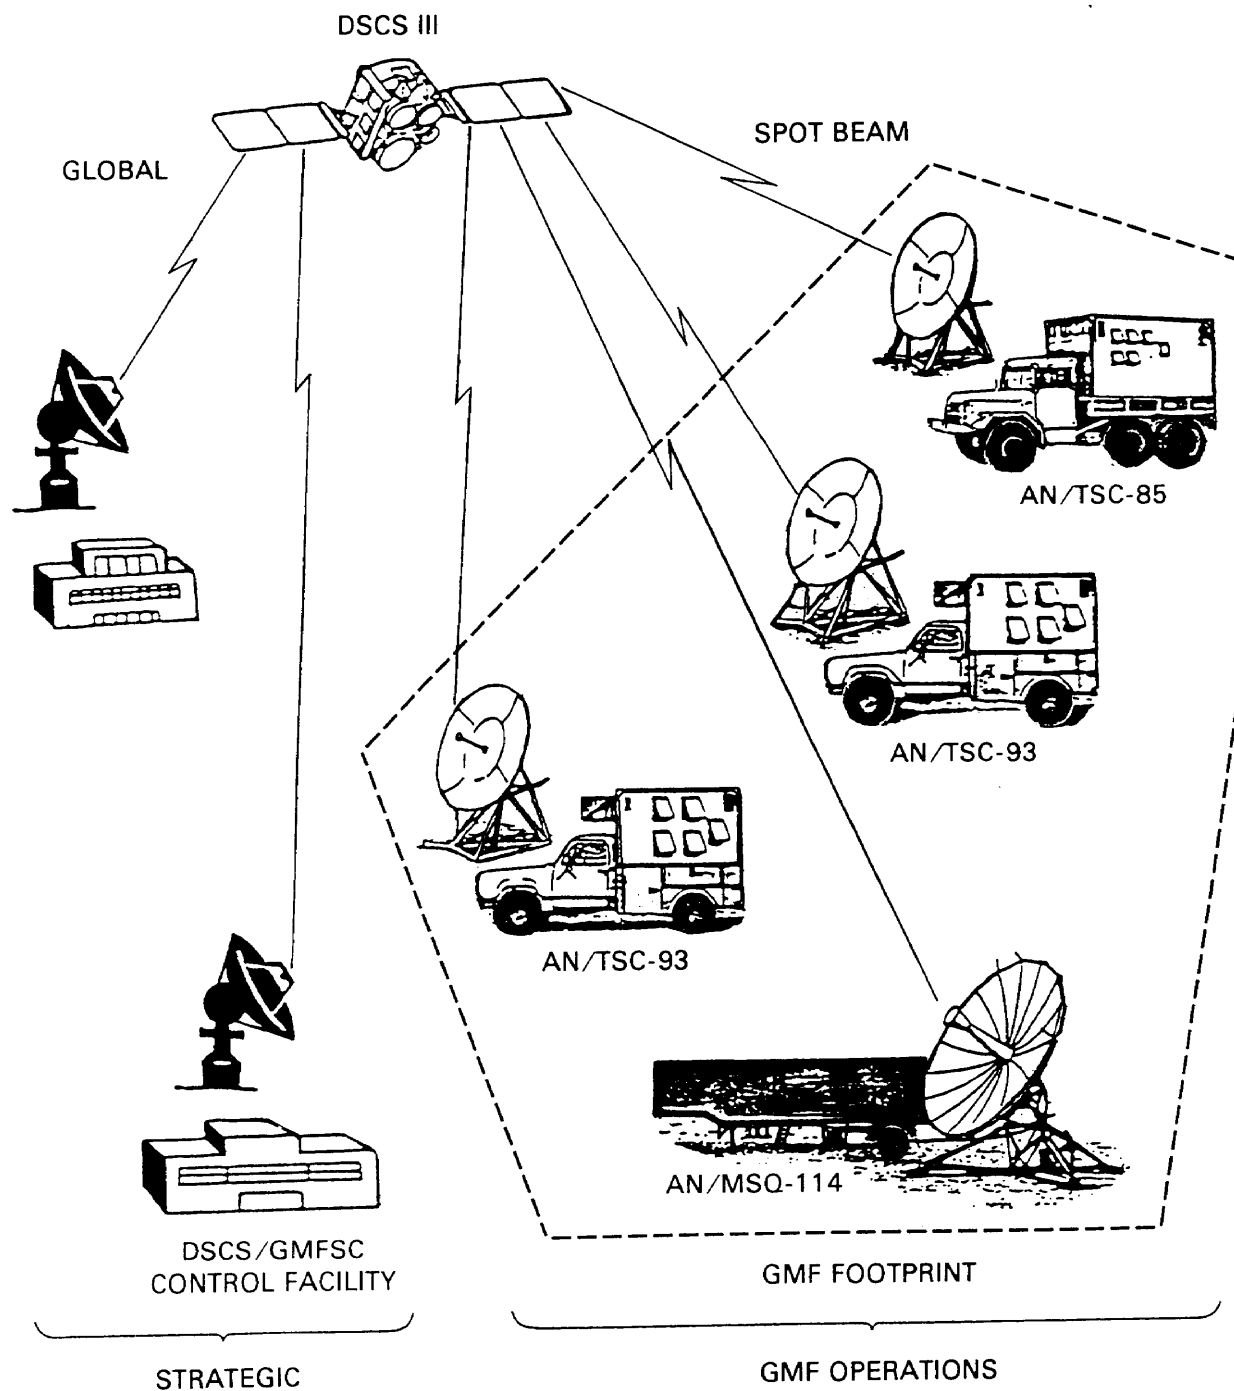 DSCS III
SPOT BEAM
GLOBAL
AN/TSC-85
AN/TSC-93
AN/TSC-93
AN/MSQ-114
DSCS/GMFSC
CONTROL FACILITY
GMF FOOTPRINT
STRATEGIC
GMF OPERATIONS